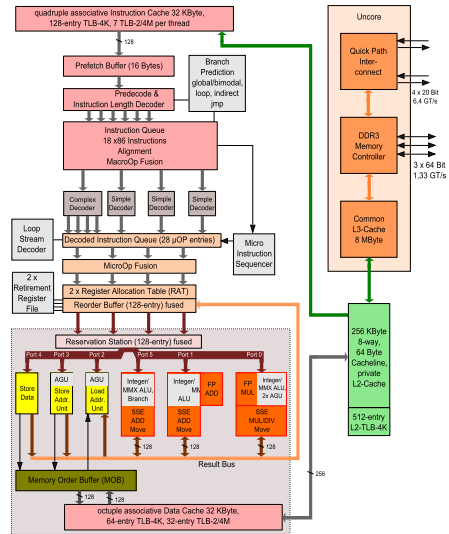 quadruple associative Instruction Cache 32 KByte,
128-entry TLB-4K, 7 TLB-2/4M per thread
128
Prefetch Buffer (16 Bytes)
Predecode &
Instruction Length Decoder
Branch
Prediction
global/bimodal,
loop, indirect
jmp
Instruction Queue
18 x86 Instructions
Alignment
MacroOp Fusion
Complex
Decoder
Simple
Decoder
Simple
Decoder
Simple
Decoder
Loop
Stream
Decoder
Decoded Instruction Queue (28 µOP entries)
Micro
Instruction
Sequencer
MicroOp Fusion
2 x
Retirement
Register
File
2 x Register Allocation Table (RAT)
Reorder Buffer (128-entry) fused
Reservation Station (128-entry) fused
Port 4
Port 3
Port 2
Port 5
Port 1
Port 0
Store
Data
AGU
Store
Addr.
Unit
AGU
Load
Addr.
Unit
Integer/
MMX ALU,
Branch
SSE
ADD
Move
Integer/
MM
ALU
FP
ADD
SSE
ADD
Move
FP
MUL
Integer/
MMX ALU,
2x AGU
SSE
MUL/DIV
Move
128
128
128
Result Bus
Memory Order Buffer (MOB)
128
128
octuple associative Data Cache 32 KByte,
64-entry TLB-4K, 32-entry TLB-2/4M
256
256 KByte
8-way,
64 Byte
Cacheline,
private
L2-Cache
512-entry
L2-TLB-4K
Uncore
Quick Path
Inter-
connect
4 x 20 Bit
6,4 GT/s
DDR3
Memory
Controller
3 x 64 Bit
1,33 GT/s
Common
L3-Cache
8 MByte